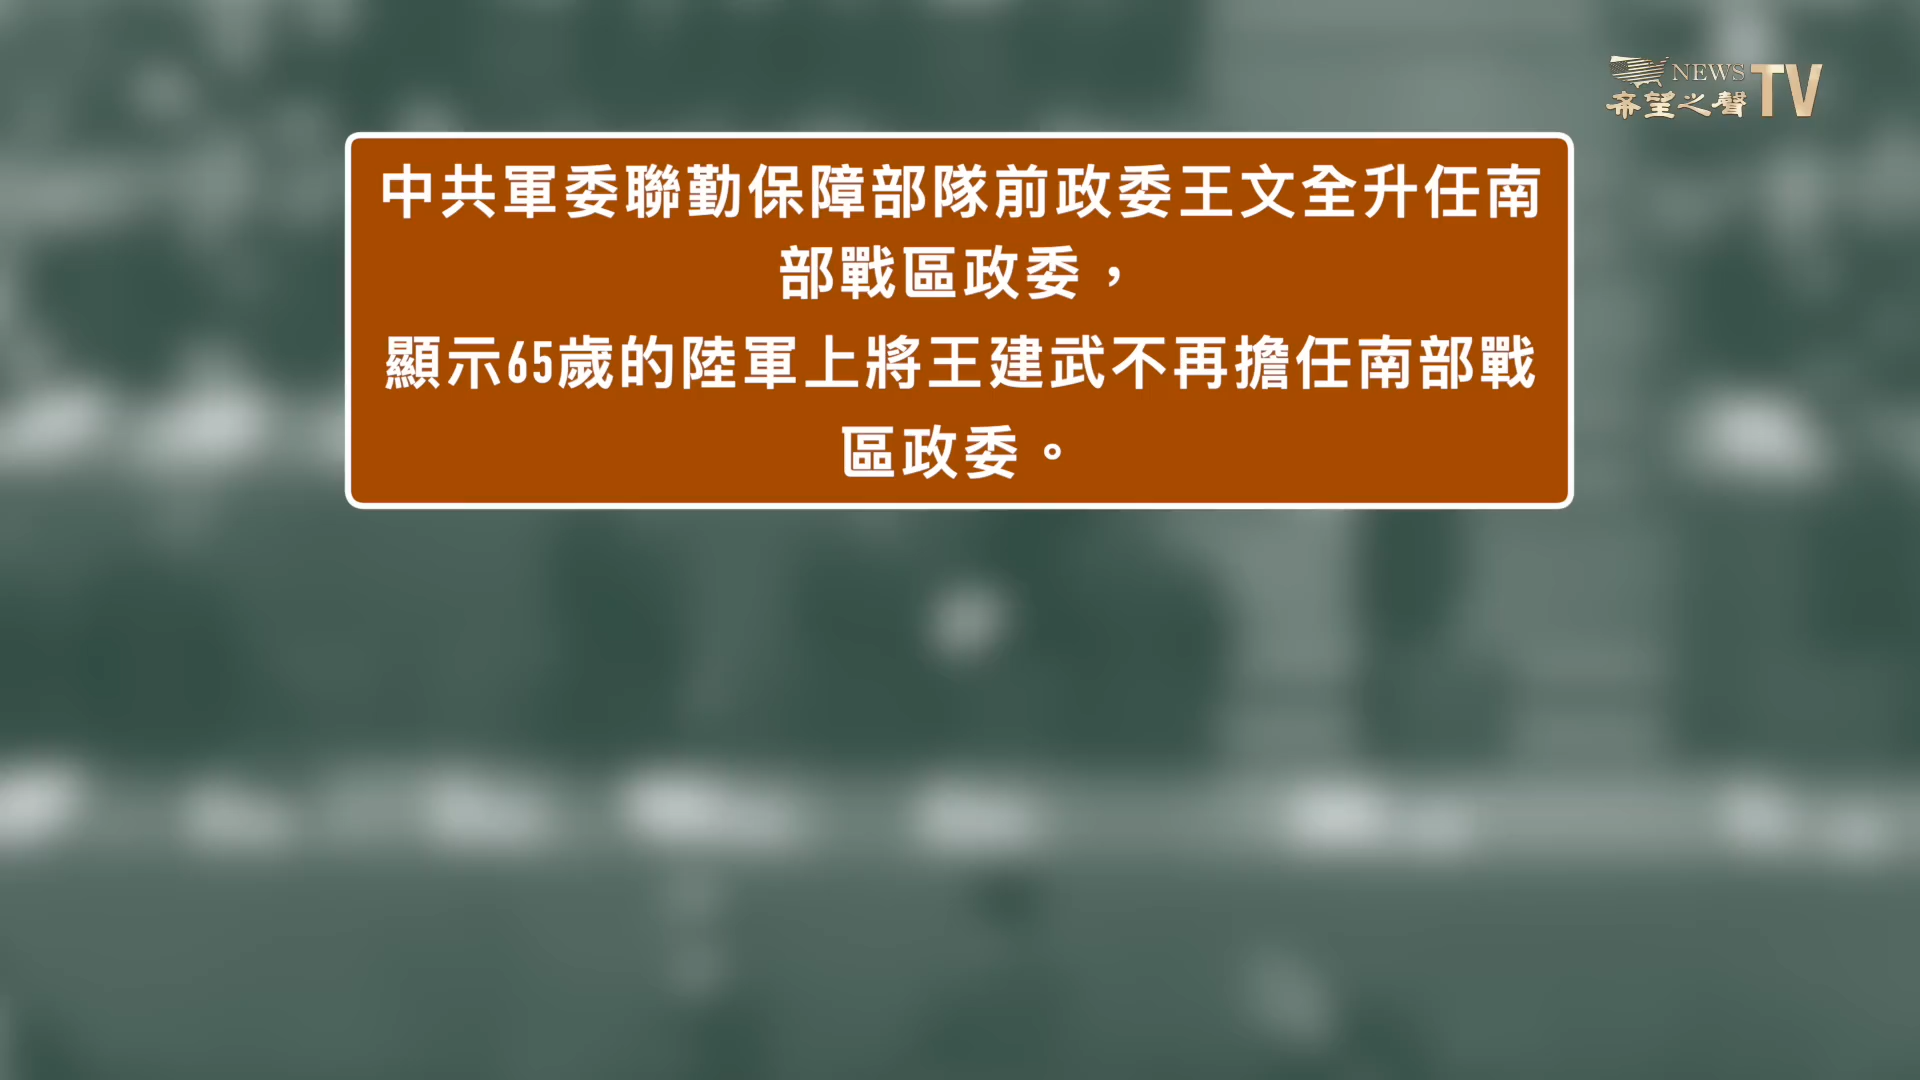 NEWS
希望之聲TV
中共軍委聯勤保障部隊前政委王文全升任南
部戰區政委，
顯示65歲的陸軍上將王建武不再擔任南部戰
區政委。